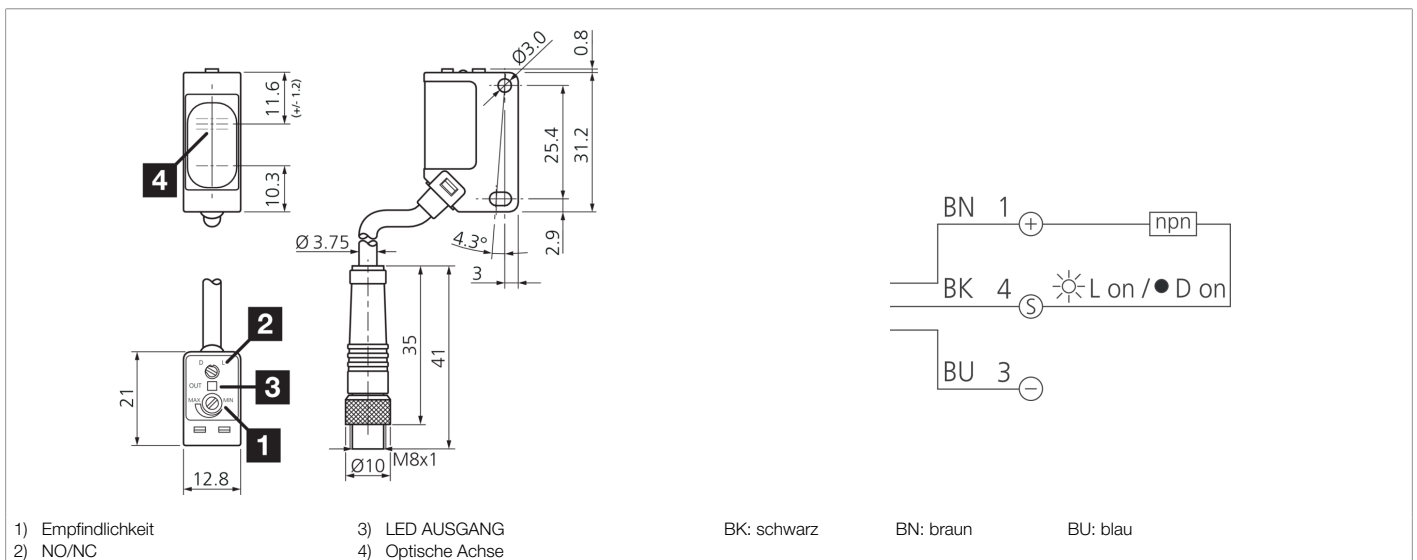 Ø3.0
0.8
11.6
(+/- 1.2)
10.3
25.4
31.2
4
Ø 3.75
4.3°
2.9
3
2
D L
OUT
3
MAX MIN
1
21
12.8
35
41
Ø10
M8x1
BN 1 + npn
BK 4 S L on / D on
BU 3 −
1) Empfindlichkeit
2) NO/NC
3) LED AUSGANG
4) Optische Achse
BK: schwarz
BN: braun
BU: blau